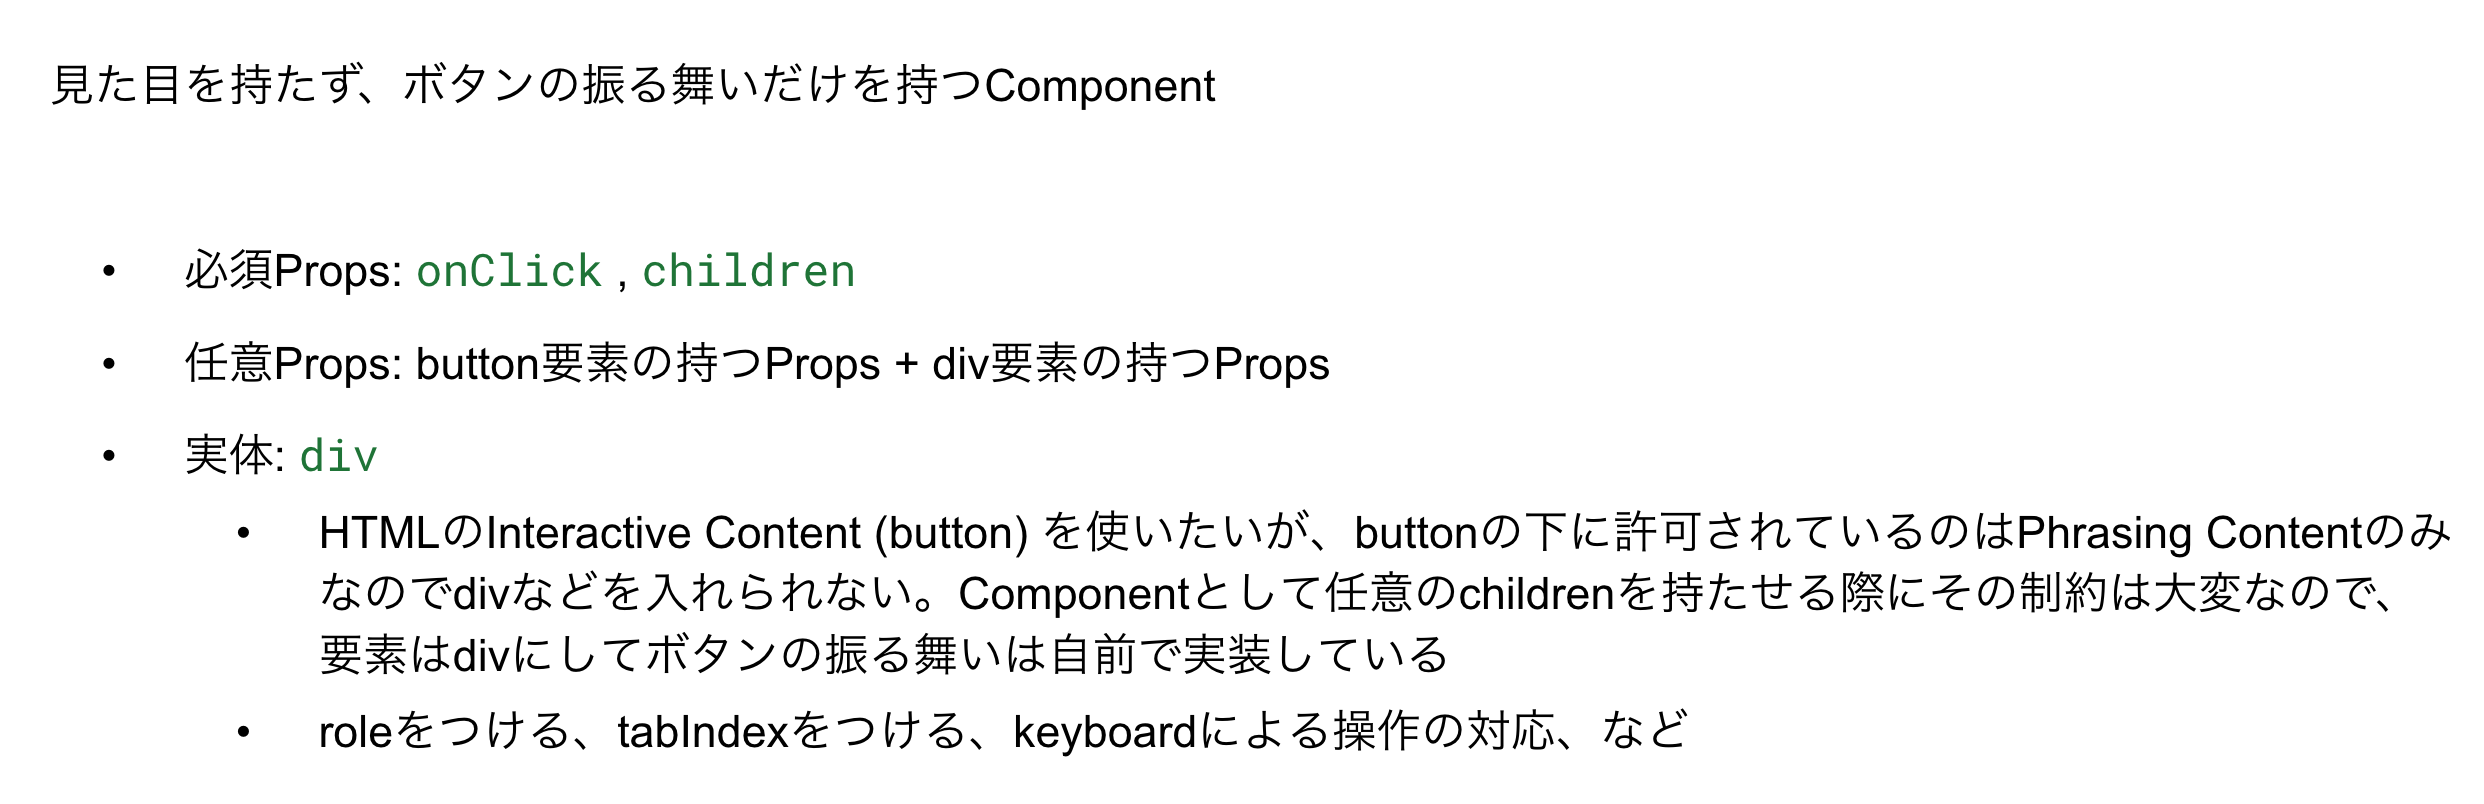 見た目を持たず、ボタンの振る舞いだけを持つComponent
• 必須Props: onClick , children
• 任意Props: button要素の持つProps + div要素の持つProps
• 実体: div
• HTMLのInteractive Content (button) を使いたいが、buttonの下に許可されているのはPhrasing Contentのみ
なのでdivなどを入れられない。Componentとして任意のchildrenを持たせる際にその制約は大変なので、
要素はdivにしてボタンの振る舞いは自前で実装している
• roleをつける、tabIndexをつける、keyboardによる操作の対応、など